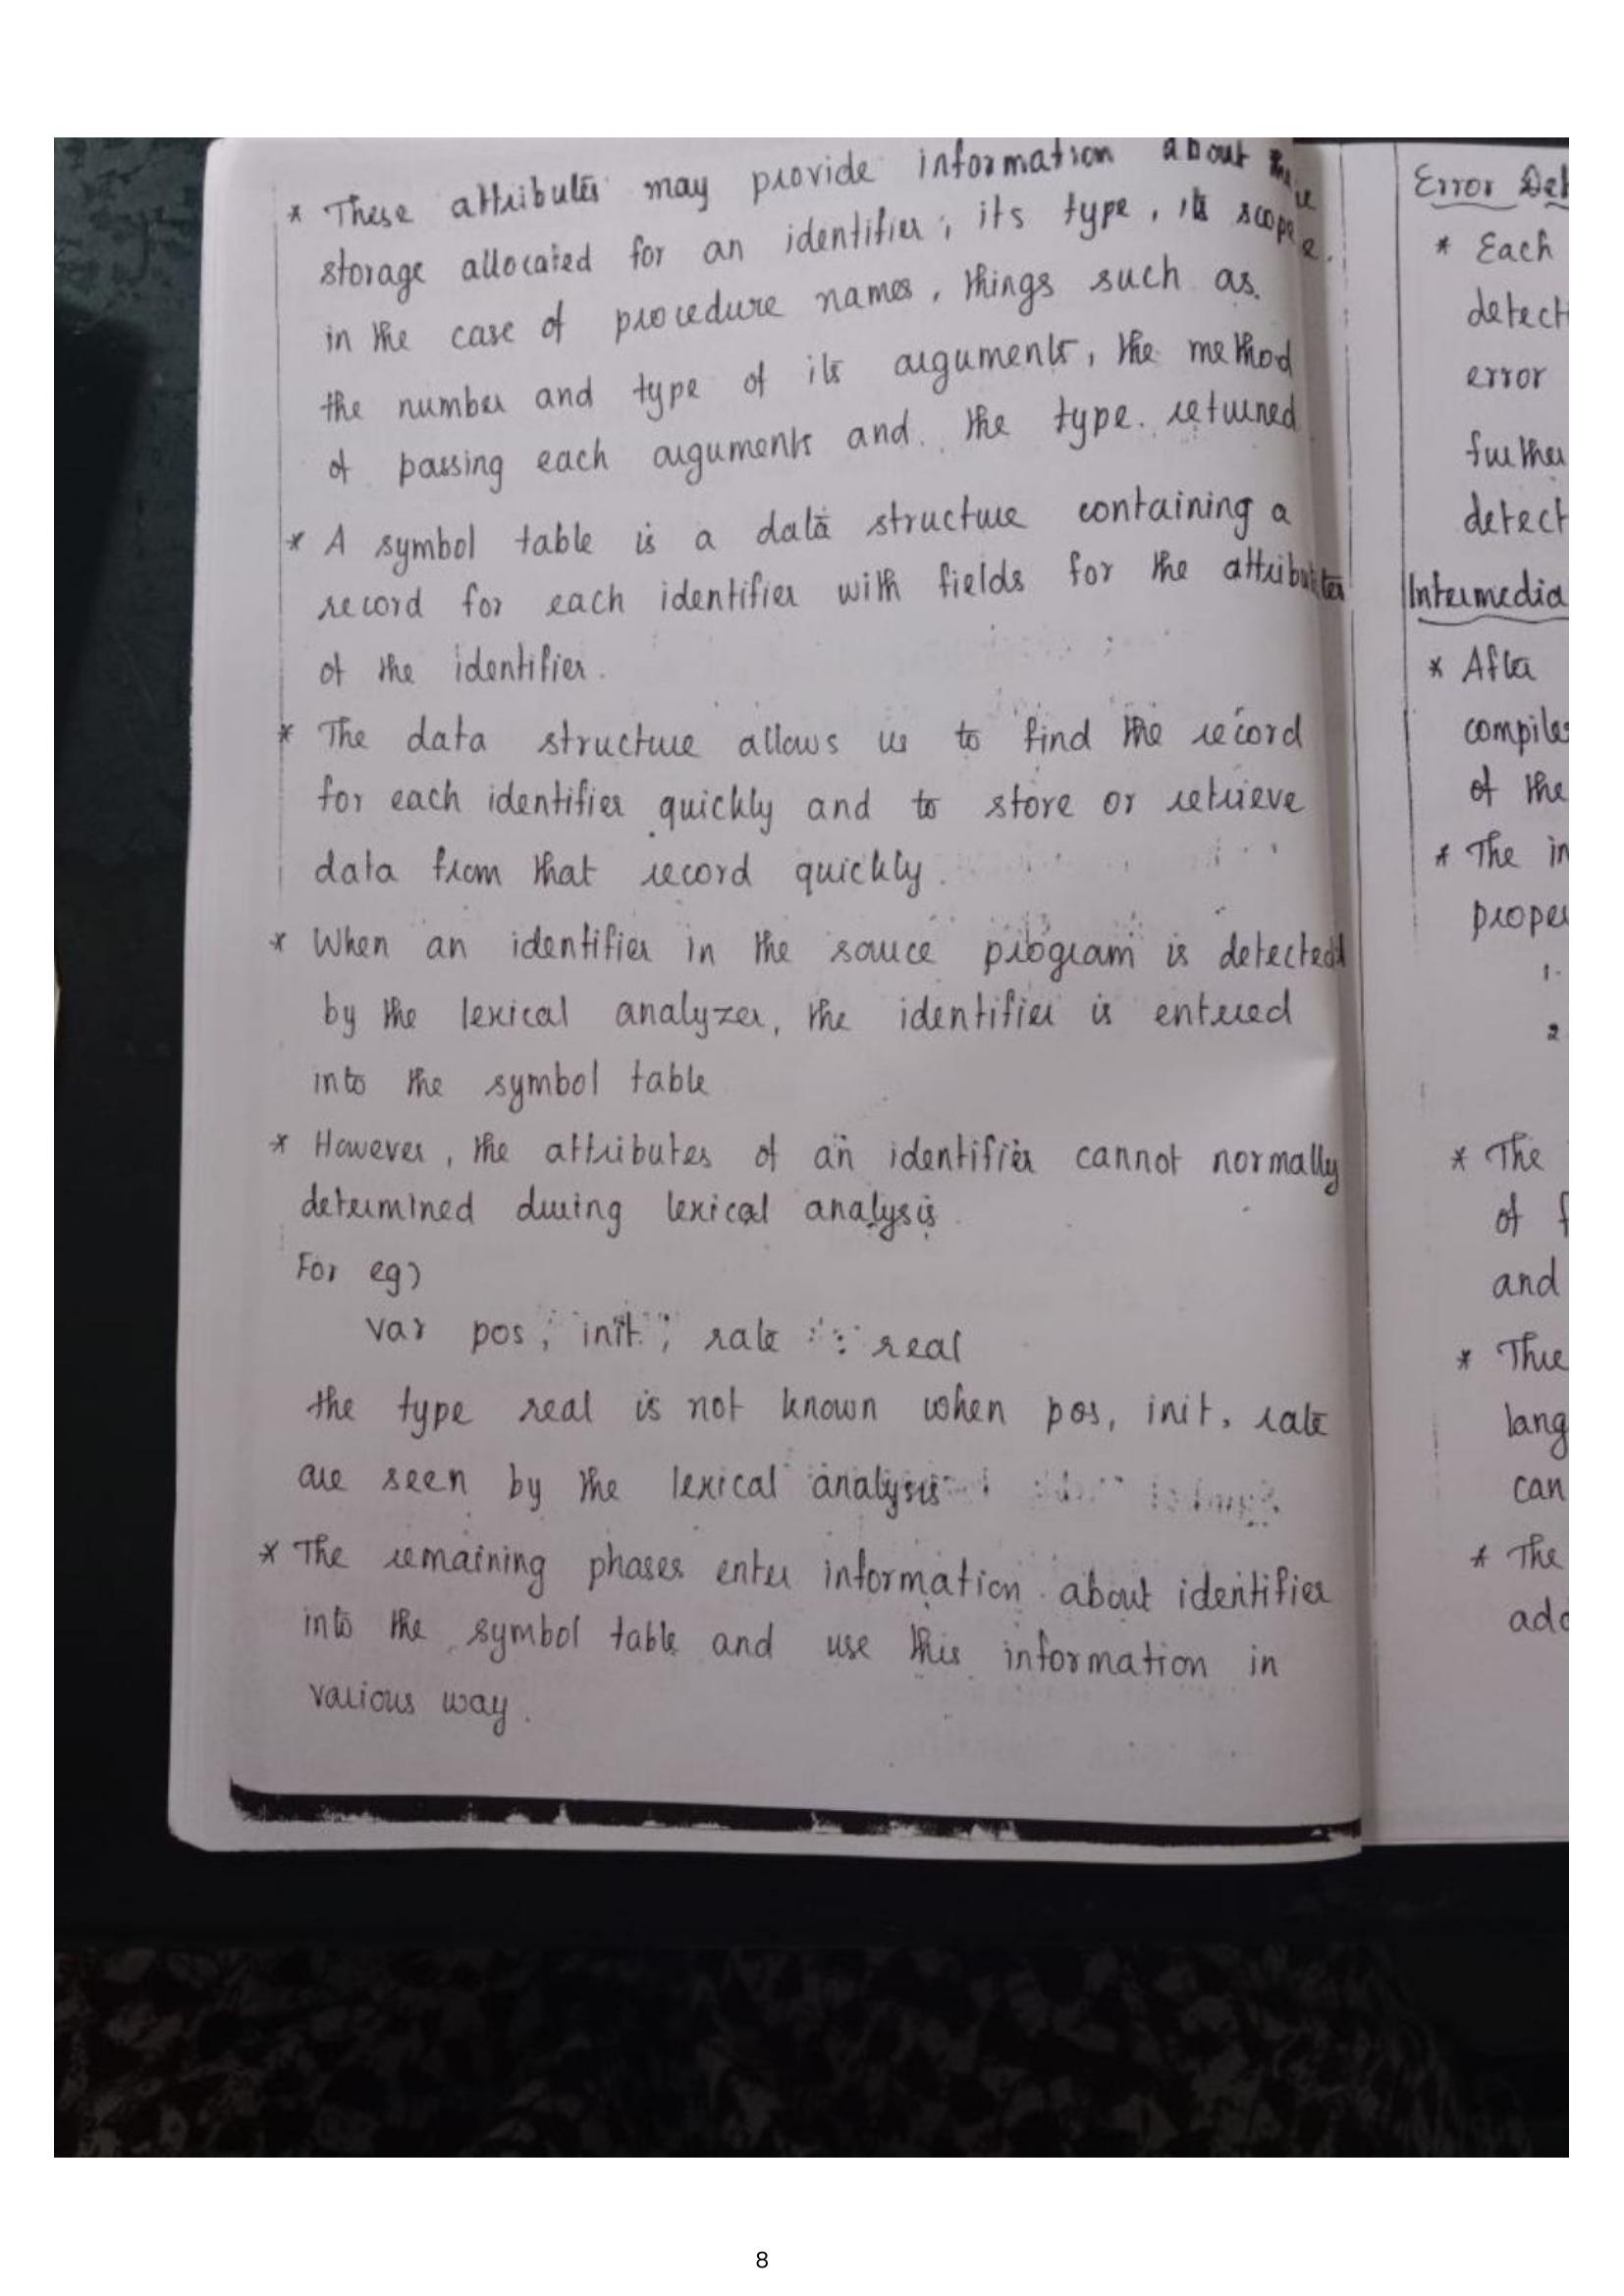 * These attributes may provide information about the
storage allocated for an identifier, its type, its scope.
in the case of procedure names, things such as.
the number and type of its arguments, the method
of passing each arguments and the type returned
* A symbol table is a data structure containing a
record for each identifier with fields for the attributes
of the identifier.
* The data structure allows us to find the record
for each identifier quickly and to store or retrieve
data from that record quickly.
* When an identifier in the souce program is detected
by the lexical analyzer, the identifier is entered
into the symbol table
* However, the attributes of an identifier cannot normally
determined during lexical analysis.
For eg)
var pos, init, rate : real
the type real is not known when pos, init, rate
are seen by the lexical analysis
* The remaining phases enter information about identifier
into the symbol table and use this information in
various way.
Error Det
* Each
detecti
error
further
detect
Intermedia
* After
compiles
of the
* The in
proper
1.
2
* The
of f
and
* Thre
lang
can
* The
add
8